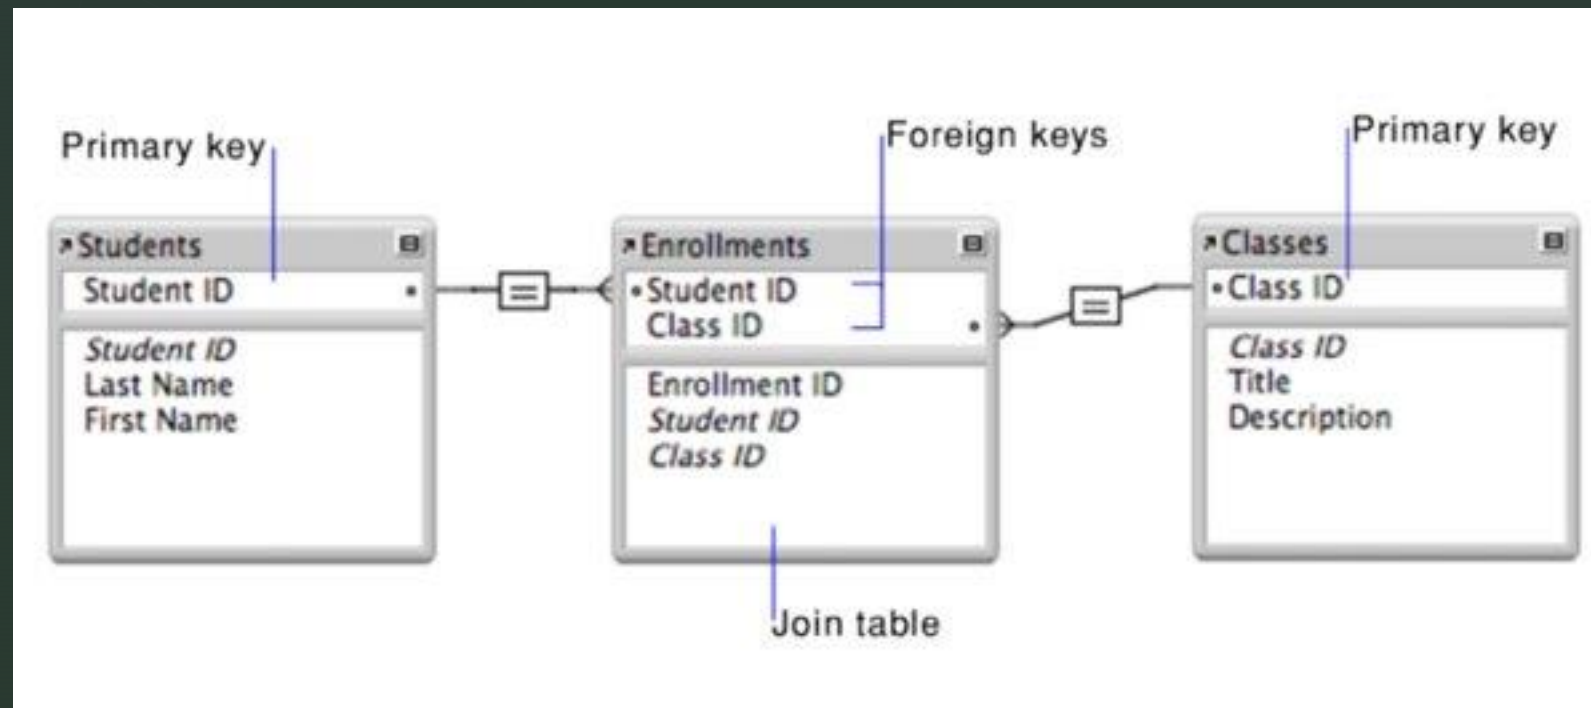 Primary key
Foreign keys
Primary key
Students
Student ID
Student ID
Last Name
First Name
Enrollments
Student ID
Class ID
Enrollment ID
Student ID
Class ID
Classes
Class ID
Class ID
Title
Description
Join table